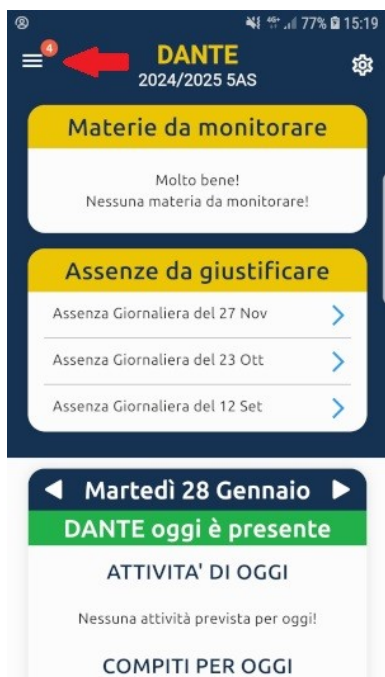 77% 15:19
4
DANTE
2024/2025 5AS
Materie da monitorare
Molto bene!
Nessuna materia da monitorare!
Assenze da giustificare
Assenza Giornaliera del 27 Nov
Assenza Giornaliera del 23 Ott
Assenza Giornaliera del 12 Set
Martedì 28 Gennaio
DANTE oggi è presente
ATTIVITA' DI OGGI
Nessuna attività prevista per oggi!
COMPITI PER OGGI